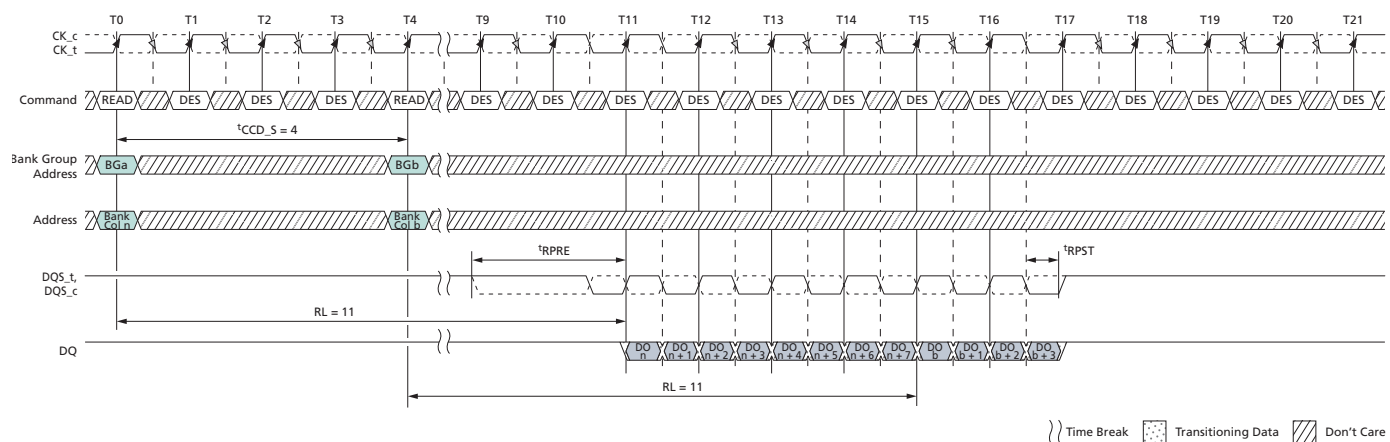 T0 T1 T2 T3 T4 T9 T10 T11 T12 T13 T14 T15 T16 T17 T18 T19 T20 T21
CK_c
CK_t
Command READ DES DES DES READ DES DES DES DES DES DES DES DES DES DES DES DES DES
tCCD_S = 4
Bank Group
Address
BGa BGb
Address
Bank
Col n
Bank
Col b
tRPRE tRPST
DQS_t,
DQS_c
RL = 11
DQ
DO
n
DO
n + 1
DO
n + 2
DO
n + 3
DO
n + 4
DO
n + 5
DO
n + 6
DO
n + 7
DO
b
DO
b + 1
DO
b + 2
DO
b + 3
RL = 11
Time Break Transitioning Data Don't Care